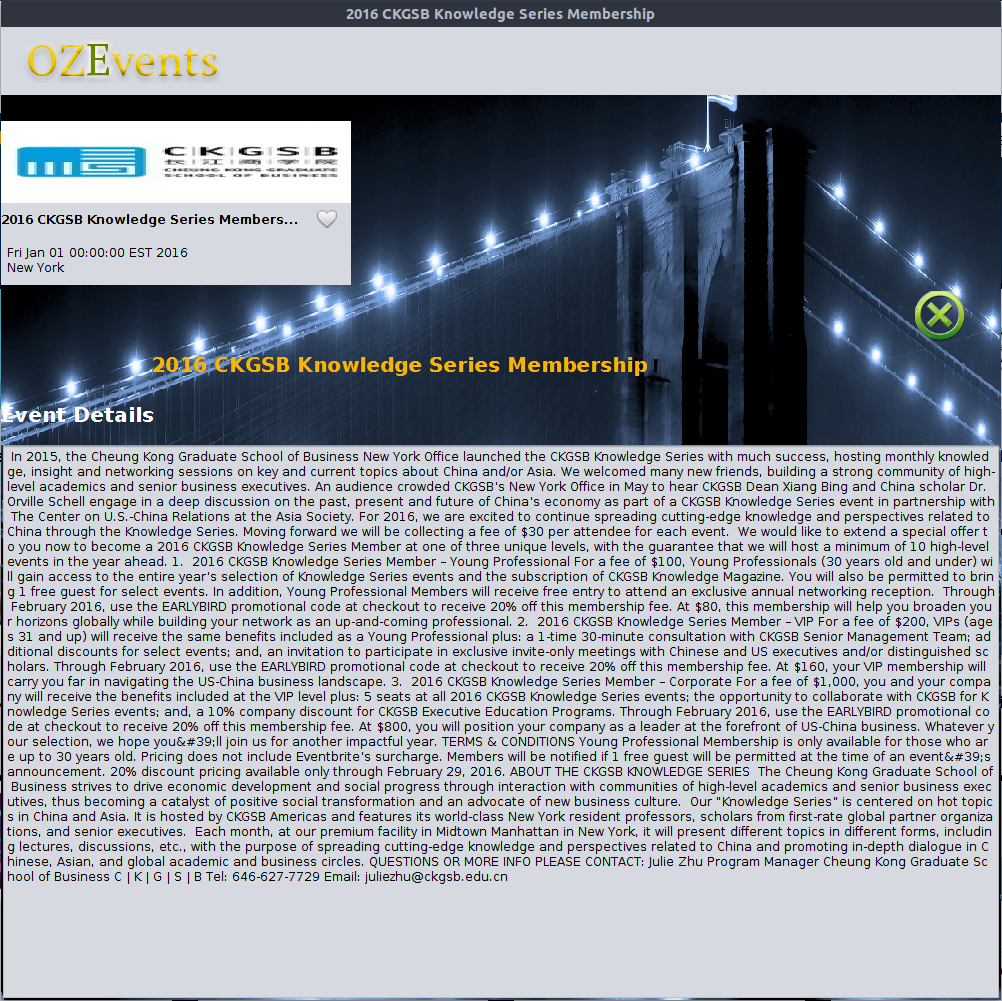 2016 CKGSB Knowledge Series Membership
OZEvents
C K G S B
长 江 商 学 院
CHEUNG KONG GRADUATE
SCHOOL OF BUSINESS
2016 CKGSB Knowledge Series Members...
Fri Jan 01 00:00:00 EST 2016
New York
2016 CKGSB Knowledge Series Membership
Event Details
In 2015, the Cheung Kong Graduate School of Business New York Office launched the CKGSB Knowledge Series with much success, hosting monthly knowled
ge, insight and networking sessions on key and current topics about China and/or Asia. We welcomed many new friends, building a strong community of high-
level academics and senior business executives. An audience crowded CKGSB's New York Office in May to hear CKGSB Dean Xiang Bing and China scholar Dr.
Orville Schell engage in a deep discussion on the past, present and future of China's economy as part of a CKGSB Knowledge Series event in partnership with
The Center on U.S.-China Relations at the Asia Society. For 2016, we are excited to continue spreading cutting-edge knowledge and perspectives related to
China through the Knowledge Series. Moving forward we will be collecting a fee of $30 per attendee for each event.  We would like to extend a special offer t
o you now to become a 2016 CKGSB Knowledge Series Member at one of three unique levels, with the guarantee that we will host a minimum of 10 high-level
events in the year ahead. 1.  2016 CKGSB Knowledge Series Member – Young Professional For a fee of $100, Young Professionals (30 years old and under) wi
ll gain access to the entire year's selection of Knowledge Series events and the subscription of CKGSB Knowledge Magazine. You will also be permitted to brin
g 1 free guest for select events. In addition, Young Professional Members will receive free entry to attend an exclusive annual networking reception.  Through
February 2016, use the EARLYBIRD promotional code at checkout to receive 20% off this membership fee. At $80, this membership will help you broaden you
r horizons globally while building your network as an up-and-coming professional. 2.  2016 CKGSB Knowledge Series Member – VIP For a fee of $200, VIPs (age
s 31 and up) will receive the same benefits included as a Young Professional plus: a 1-time 30-minute consultation with CKGSB Senior Management Team; ad
ditional discounts for select events; and, an invitation to participate in exclusive invite-only meetings with Chinese and US executives and/or distinguished sc
holars. Through February 2016, use the EARLYBIRD promotional code at checkout to receive 20% off this membership fee. At $160, your VIP membership will
carry you far in navigating the US-China business landscape. 3.  2016 CKGSB Knowledge Series Member – Corporate For a fee of $1,000, you and your compa
ny will receive the benefits included at the VIP level plus: 5 seats at all 2016 CKGSB Knowledge Series events; the opportunity to collaborate with CKGSB for K
nowledge Series events; and, a 10% company discount for CKGSB Executive Education Programs. Through February 2016, use the EARLYBIRD promotional co
de at checkout to receive 20% off this membership fee. At $800, you will position your company as a leader at the forefront of US-China business. Whatever y
our selection, we hope you&#39;ll join us for another impactful year. TERMS & CONDITIONS Young Professional Membership is only available for those who ar
e up to 30 years old. Pricing does not include Eventbrite's surcharge. Members will be notified if 1 free guest will be permitted at the time of an event&#39;s
announcement. 20% discount pricing available only through February 29, 2016. ABOUT THE CKGSB KNOWLEDGE SERIES  The Cheung Kong Graduate School of
Business strives to drive economic development and social progress through interaction with communities of high-level academics and senior business exec
utives, thus becoming a catalyst of positive social transformation and an advocate of new business culture.  Our "Knowledge Series" is centered on hot topic
s in China and Asia. It is hosted by CKGSB Americas and features its world-class New York resident professors, scholars from first-rate global partner organiza
tions, and senior executives.  Each month, at our premium facility in Midtown Manhattan in New York, it will present different topics in different forms, includin
g lectures, discussions, etc., with the purpose of spreading cutting-edge knowledge and perspectives related to China and promoting in-depth dialogue in C
hinese, Asian, and global academic and business circles. QUESTIONS OR MORE INFO PLEASE CONTACT: Julie Zhu Program Manager Cheung Kong Graduate Sc
hool of Business C | K | G | S | B Tel: 646-627-7729 Email: juliezhu@ckgsb.edu.cn